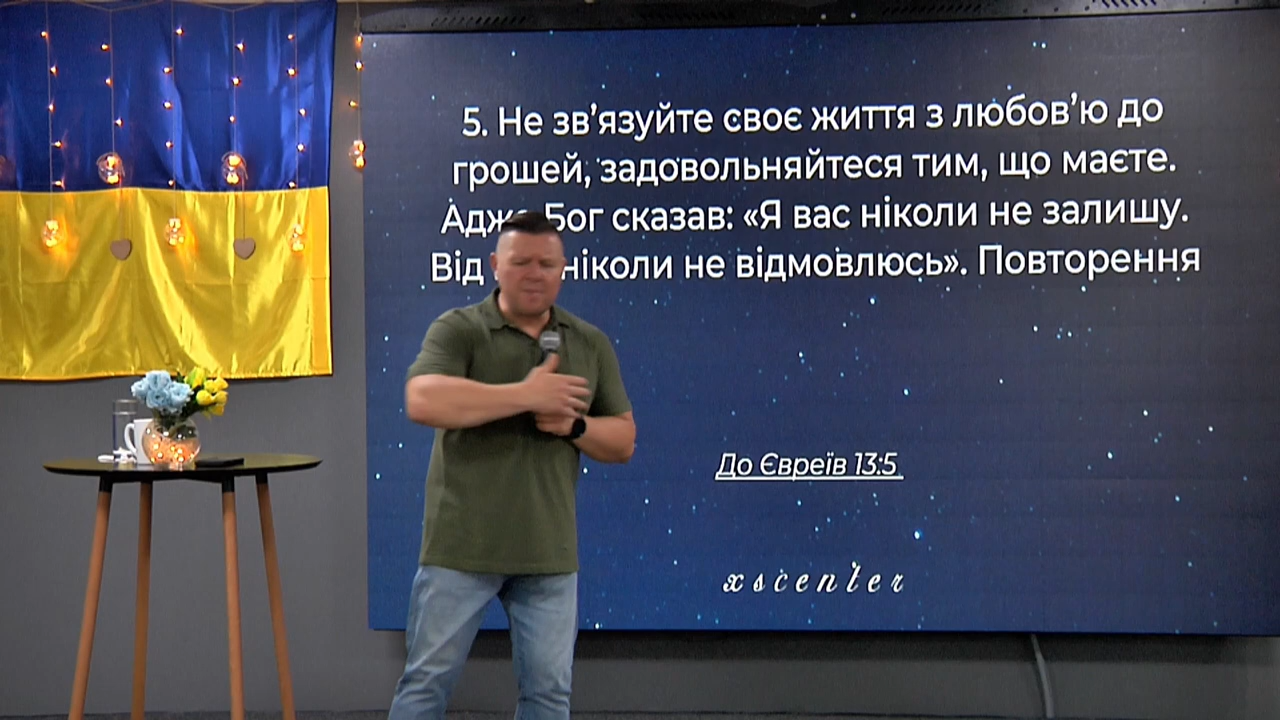 5. Не зв’язуйте своє життя з любов’ю до
грошей, задовольняйтеся тим, що маєте.
Бог сказав: «Я вас ніколи не залишу.
Від ніколи не відмовлюсь». Повторення
До Євреїв 13:5
xscenter